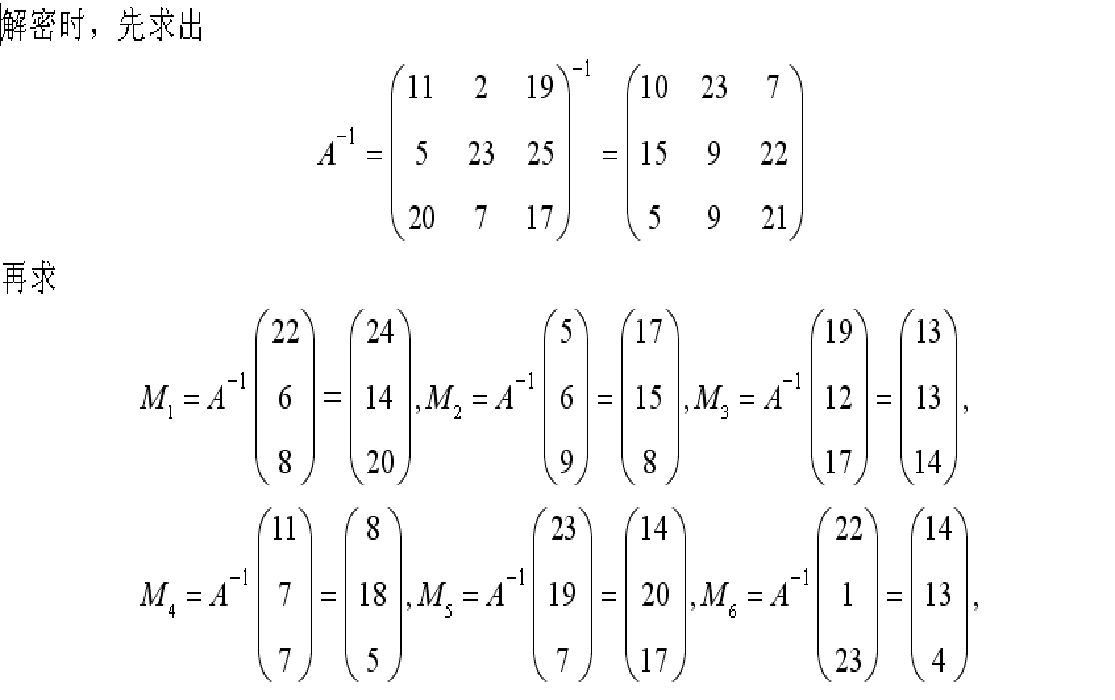 解密时，先求出
A⁻¹ = (11 2 19; 5 23 25; 20 7 17)⁻¹ = (10 23 7; 15 9 22; 5 9 21)
再求
M₁ = A⁻¹ (22; 6; 8) = (24; 14; 20), M₂ = A⁻¹ (5; 6; 9) = (17; 15; 8), M₃ = A⁻¹ (19; 12; 17) = (13; 13; 14),
M₄ = A⁻¹ (11; 7; 7) = (8; 18; 5), M₅ = A⁻¹ (23; 19; 7) = (14; 20; 17), M₆ = A⁻¹ (22; 1; 23) = (14; 13; 4),